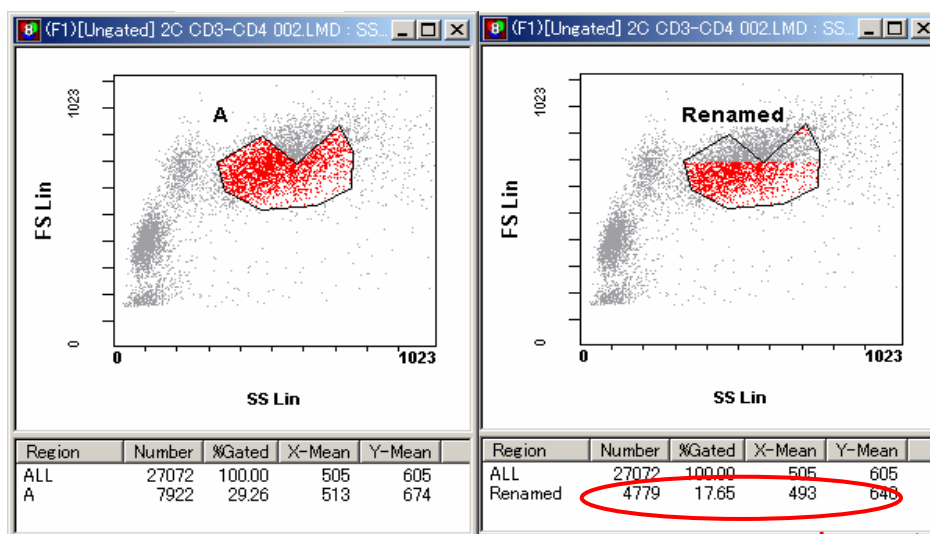 (F1)[Ungated] 2C CD3-CD4 002.LMD : SS...
A
1023
FS Lin
0
0
1023
SS Lin
Region Number %Gated X-Mean Y-Mean
ALL 27072 100.00 505 605
A 7922 29.26 513 674
(F1)[Ungated] 2C CD3-CD4 002.LMD : SS...
Renamed
1023
FS Lin
0
0
1023
SS Lin
Region Number %Gated X-Mean Y-Mean
ALL 27072 100.00 505 605
Renamed 4779 17.65 493